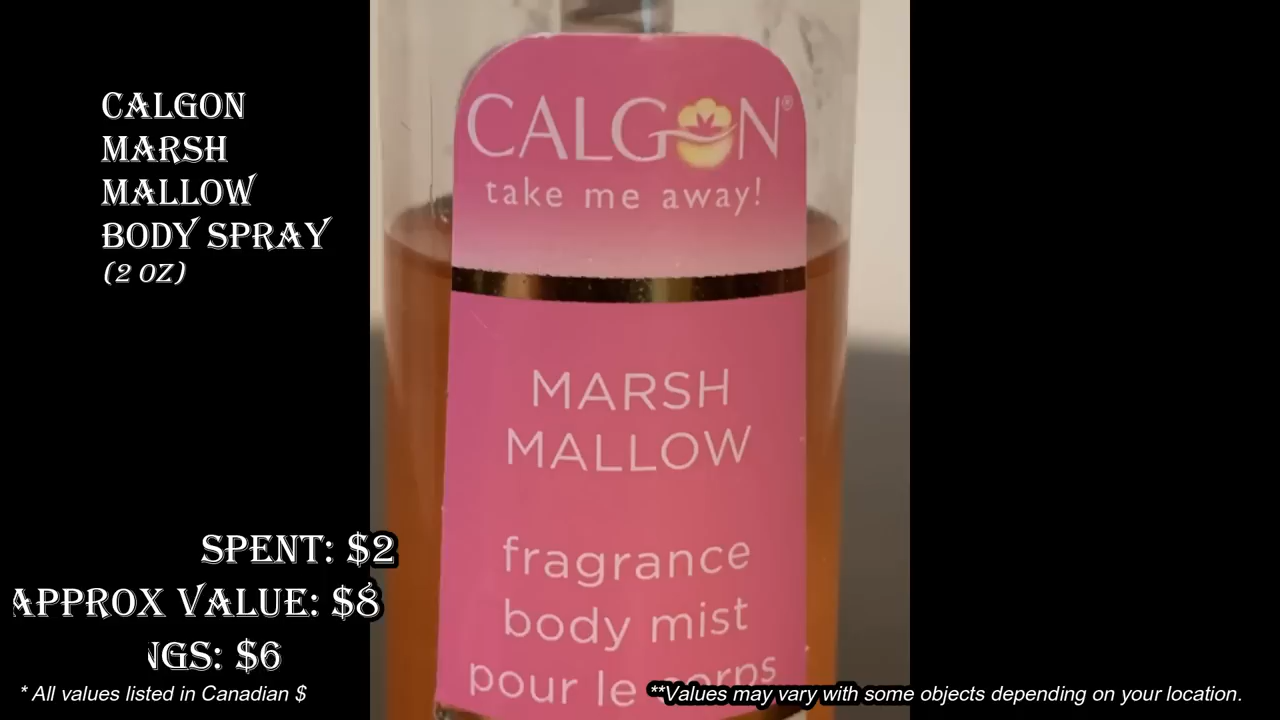 CALGON
MARSH
MALLOW
BODY SPRAY
(2 OZ)
CALGON®
take me away!
MARSH
MALLOW
fragrance
body mist
pour le corps
SPENT: $2
APPROX VALUE: $8
NGS: $6
* All values listed in Canadian $
**Values may vary with some objects depending on your location.